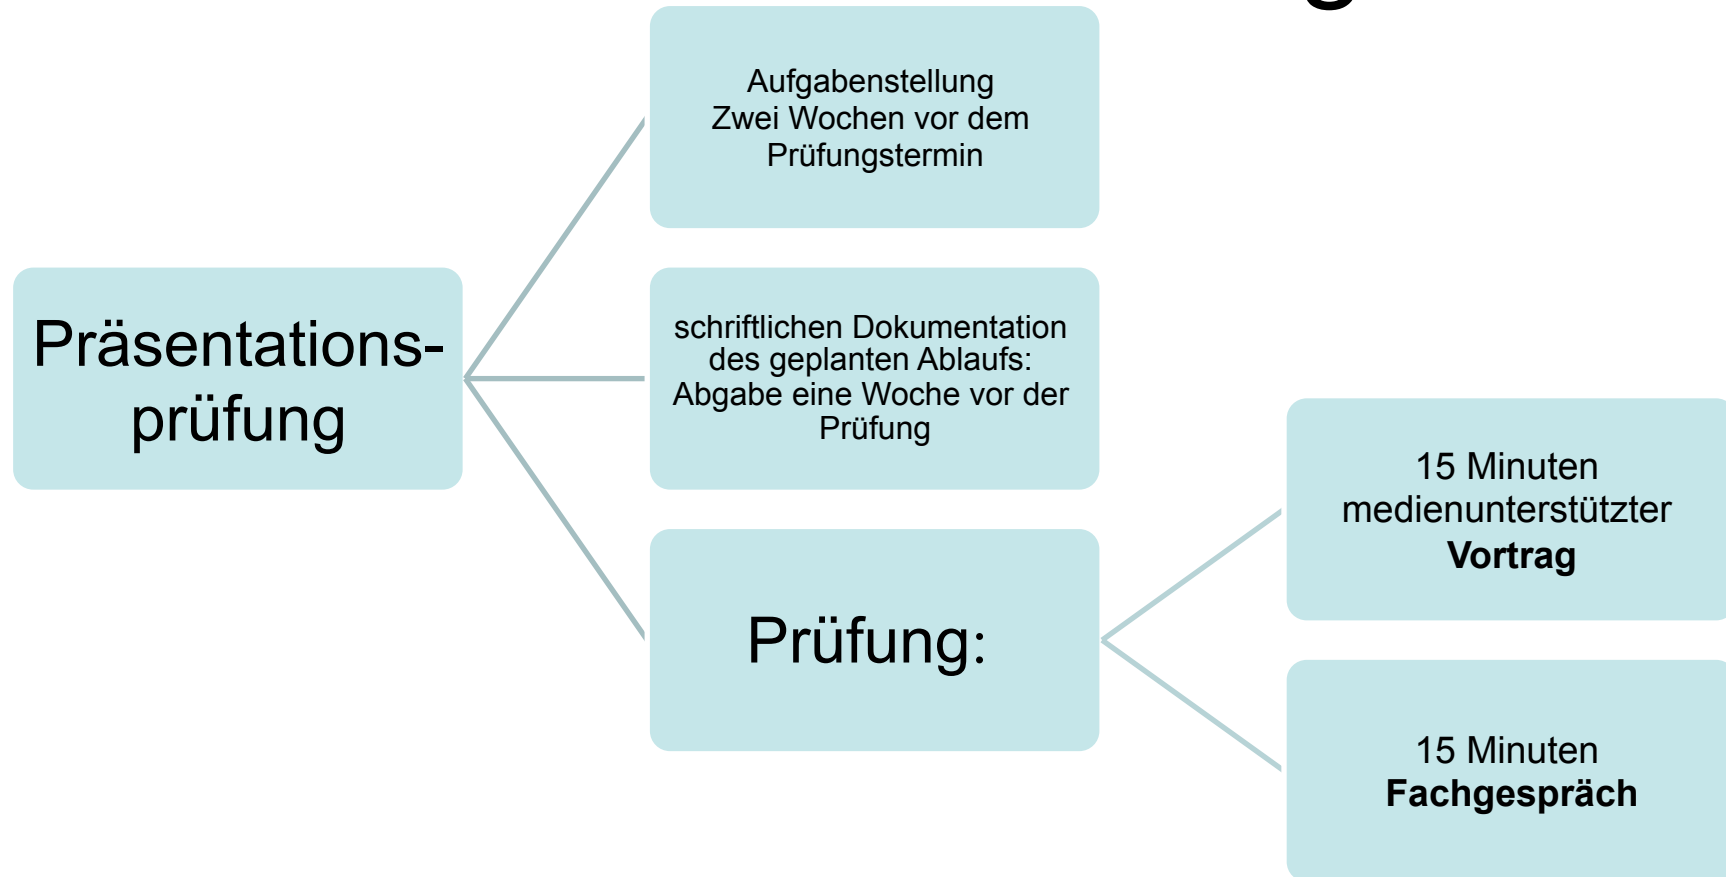 Präsentations-
prüfung
Aufgabenstellung
Zwei Wochen vor dem
Prüfungstermin
schriftlichen Dokumentation
des geplanten Ablaufs:
Abgabe eine Woche vor der
Prüfung
Prüfung:
15 Minuten
medienunterstützter
Vortrag
15 Minuten
Fachgespräch